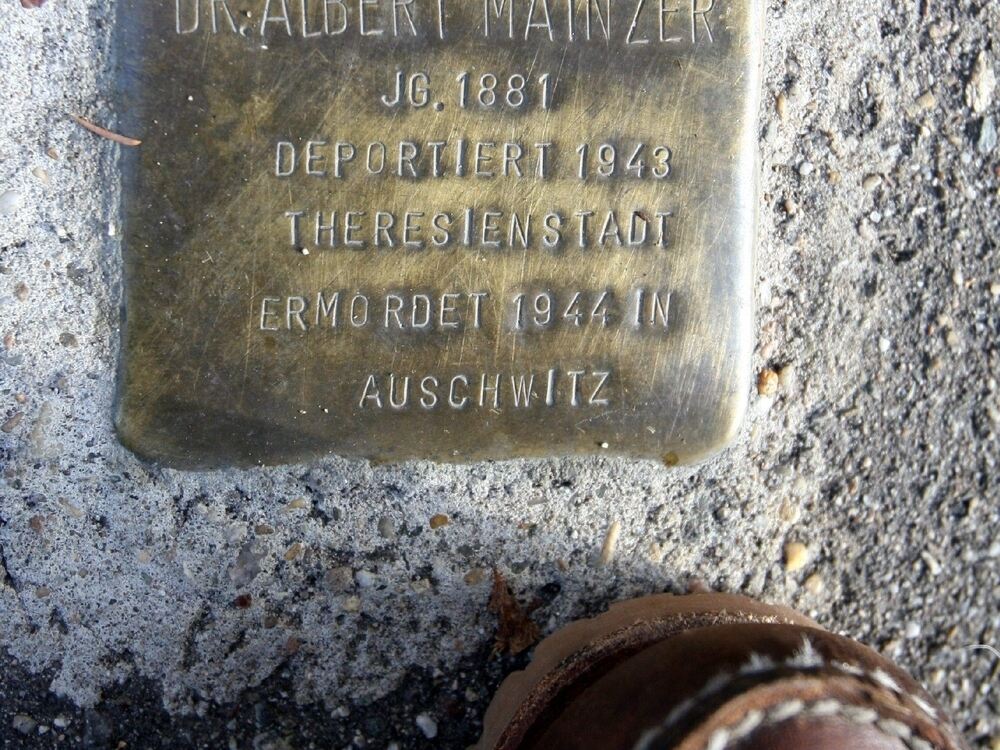 DR. ALBERT MAINZER
JG. 1881
DEPORTIERT 1943
THERESIENSTADT
ERMORDET 1944 IN
AUSCHWITZ